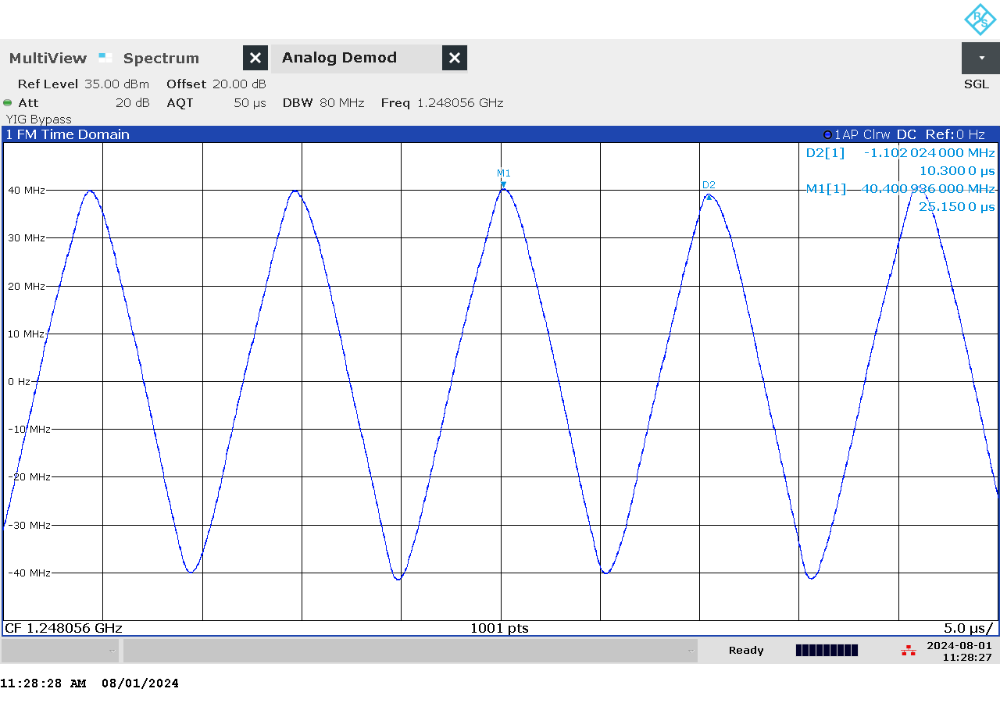 R/S
MultiView Spectrum Analog Demod
Ref Level 35.00 dBm Offset 20.00 dB SGL
Att 20 dB AQT 50 µs DBW 80 MHz Freq 1.248056 GHz
YIG Bypass
1 FM Time Domain 1AP Clrw DC Ref:0 Hz
D2[1] -1.102 024 000 MHz
10.300 0 µs
M1[1] 40.400 936 000 MHz
25.150 0 µs
M1
D2
40 MHz
30 MHz
20 MHz
10 MHz
0 Hz
-10 MHz
-20 MHz
-30 MHz
-40 MHz
CF 1.248056 GHz 1001 pts 5.0 µs/
Ready 2024-08-01
11:28:27
11:28:28 AM 08/01/2024